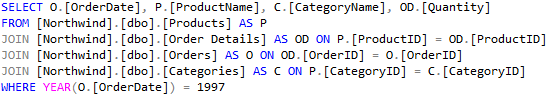 SELECT O.[OrderDate], P.[ProductName], C.[CategoryName], OD.[Quantity]
FROM [Northwind].[dbo].[Products] AS P
JOIN [Northwind].[dbo].[Order Details] AS OD ON P.[ProductID] = OD.[ProductID]
JOIN [Northwind].[dbo].[Orders] AS O ON OD.[OrderID] = O.[OrderID]
JOIN [Northwind].[dbo].[Categories] AS C ON P.[CategoryID] = C.[CategoryID]
WHERE YEAR(O.[OrderDate]) = 1997